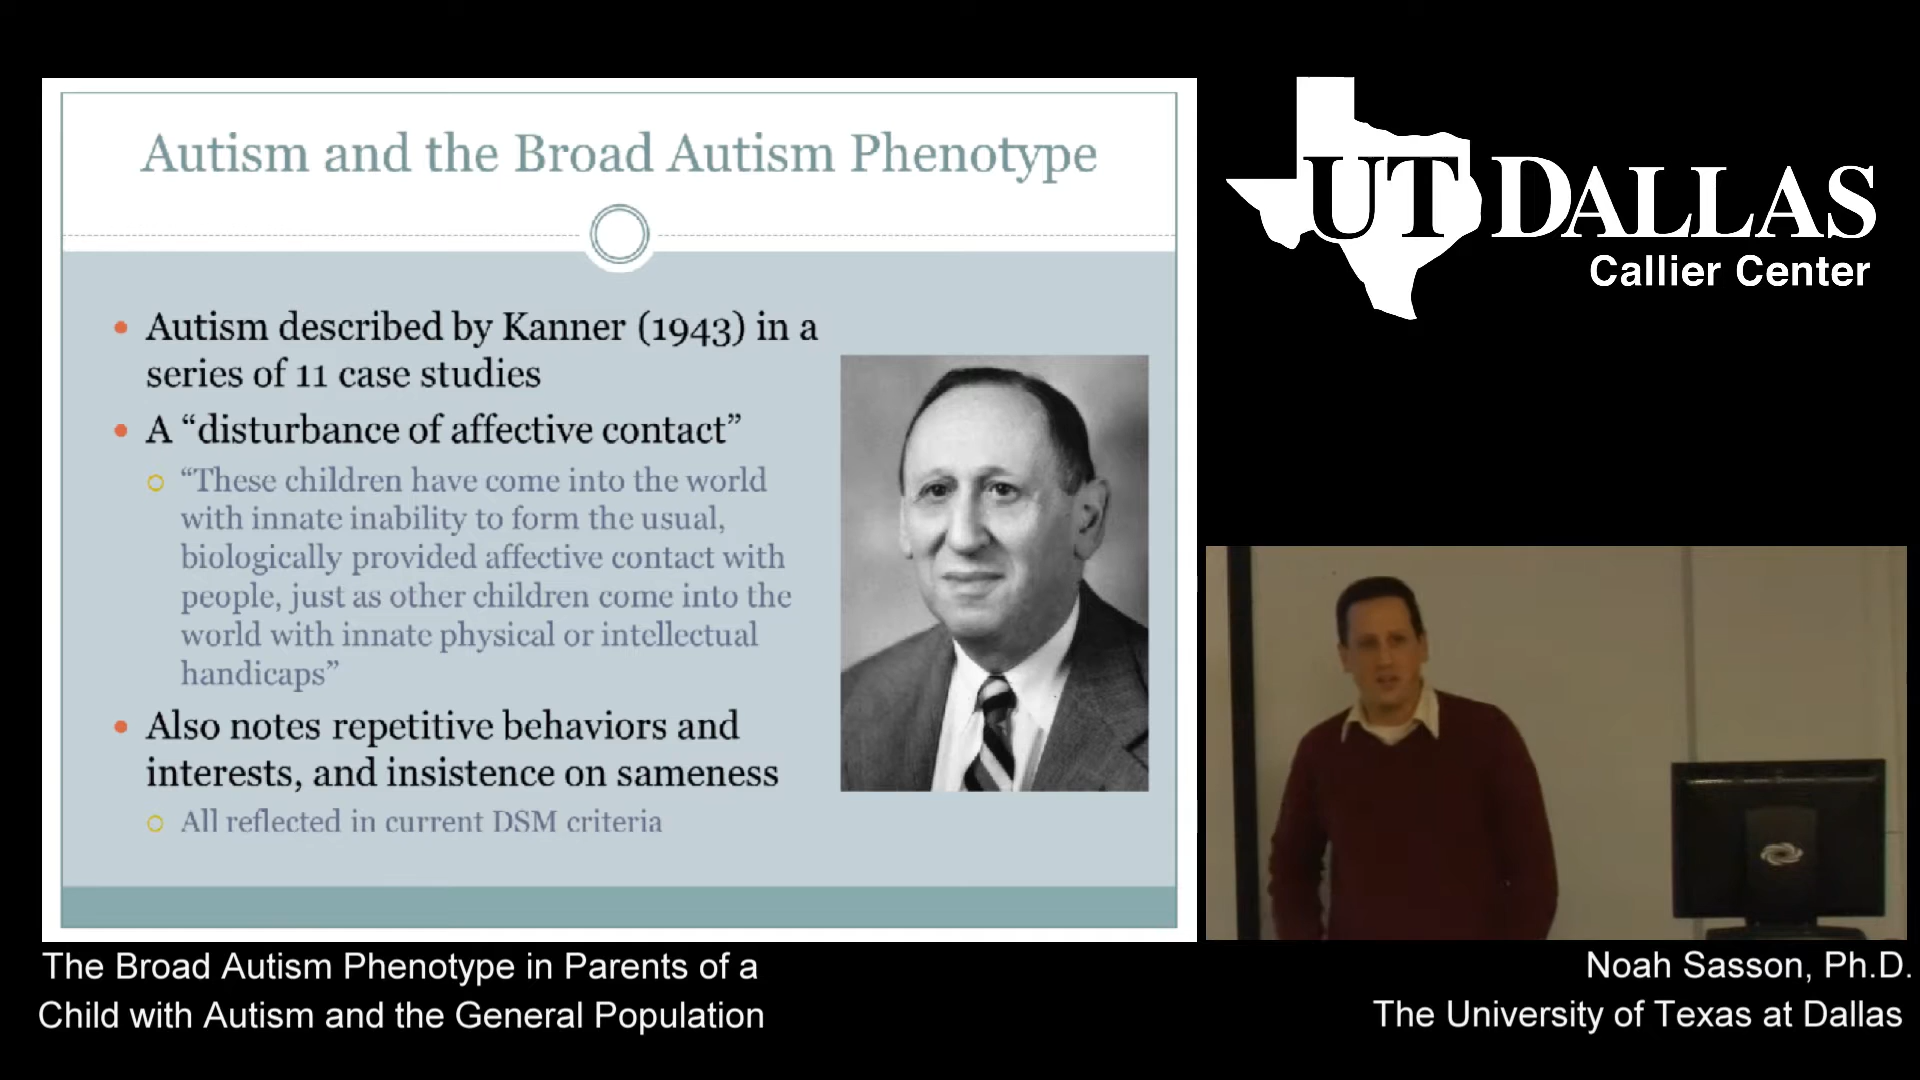 Autism and the Broad Autism Phenotype
• Autism described by Kanner (1943) in a
series of 11 case studies
• A “disturbance of affective contact”
○ “These children have come into the world
with innate inability to form the usual,
biologically provided affective contact with
people, just as other children come into the
world with innate physical or intellectual
handicaps”
• Also notes repetitive behaviors and
interests, and insistence on sameness
○ All reflected in current DSM criteria
UT DALLAS
Callier Center
The Broad Autism Phenotype in Parents of a
Child with Autism and the General Population
Noah Sasson, Ph.D.
The University of Texas at Dallas